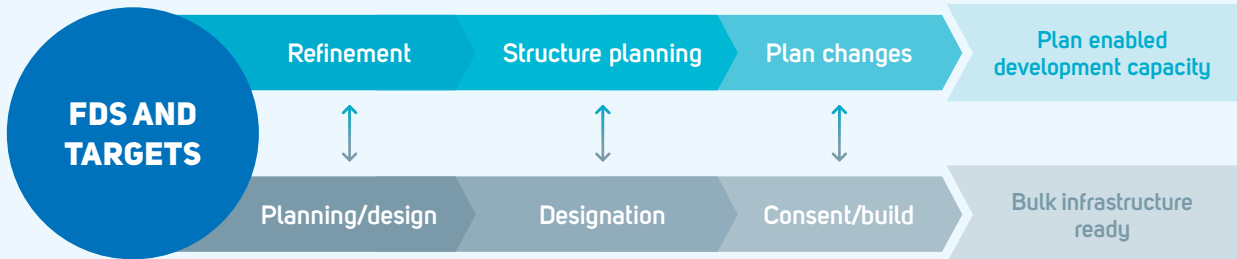 FDS AND
TARGETS
Refinement
Structure planning
Plan changes
Plan enabled
development capacity
Planning/design
Designation
Consent/build
Bulk infrastructure
ready